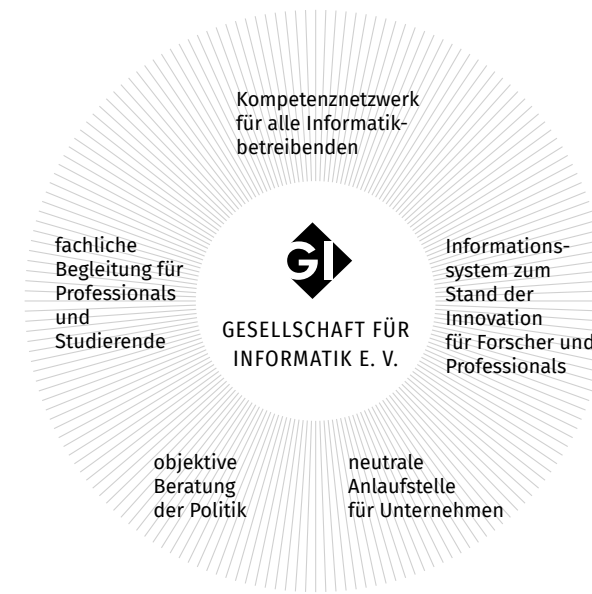 Kompetenznetzwerk
für alle Informatik-
betreibenden
fachliche
Begleitung für
Professionals
und
Studierende
GI
GESELLSCHAFT FÜR
INFORMATIK E. V.
Informations-
system zum
Stand der
Innovation
für Forscher und
Professionals
objektive
Beratung
der Politik
neutrale
Anlaufstelle
für Unternehmen